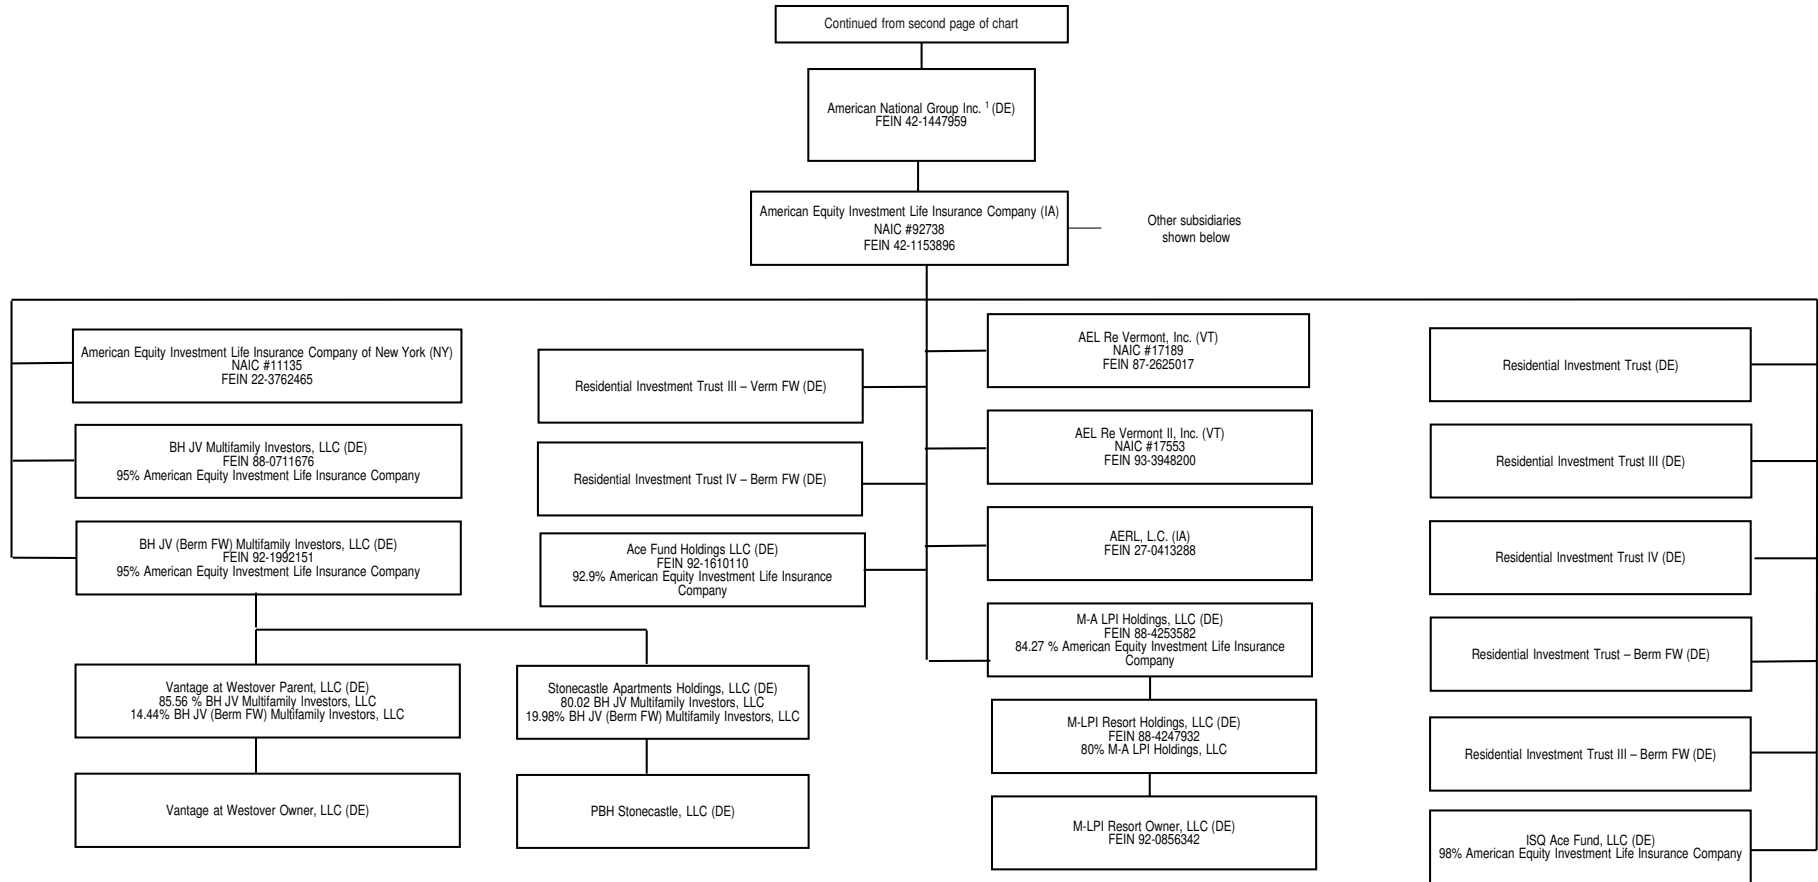 Continued from second page of chart
American National Group Inc. ¹ (DE)
FEIN 42-1447959
American Equity Investment Life Insurance Company (IA)
NAIC #92738
FEIN 42-1153896
Other subsidiaries
shown below
American Equity Investment Life Insurance Company of New York (NY)
NAIC #11135
FEIN 22-3762465
BH JV Multifamily Investors, LLC (DE)
FEIN 88-0711676
95% American Equity Investment Life Insurance Company
BH JV (Berm FW) Multifamily Investors, LLC (DE)
FEIN 92-1992151
95% American Equity Investment Life Insurance Company
Vantage at Westover Parent, LLC (DE)
85.56 % BH JV Multifamily Investors, LLC
14.44% BH JV (Berm FW) Multifamily Investors, LLC
Vantage at Westover Owner, LLC (DE)
Residential Investment Trust III – Verm FW (DE)
Residential Investment Trust IV – Berm FW (DE)
Ace Fund Holdings LLC (DE)
FEIN 92-1610110
92.9% American Equity Investment Life Insurance
Company
Stonecastle Apartments Holdings, LLC (DE)
80.02 BH JV Multifamily Investors, LLC
19.98% BH JV (Berm FW) Multifamily Investors, LLC
PBH Stonecastle, LLC (DE)
AEL Re Vermont, Inc. (VT)
NAIC #17189
FEIN 87-2625017
AEL Re Vermont II, Inc. (VT)
NAIC #17553
FEIN 93-3948200
AERL, L.C. (IA)
FEIN 27-0413288
M-A LPI Holdings, LLC (DE)
FEIN 88-4253582
84.27 % American Equity Investment Life Insurance
Company
M-LPI Resort Holdings, LLC (DE)
FEIN 88-4247932
80% M-A LPI Holdings, LLC
M-LPI Resort Owner, LLC (DE)
FEIN 92-0856342
Residential Investment Trust (DE)
Residential Investment Trust III (DE)
Residential Investment Trust IV (DE)
Residential Investment Trust – Berm FW (DE)
Residential Investment Trust III – Berm FW (DE)
ISQ Ace Fund, LLC (DE)
98% American Equity Investment Life Insurance Company